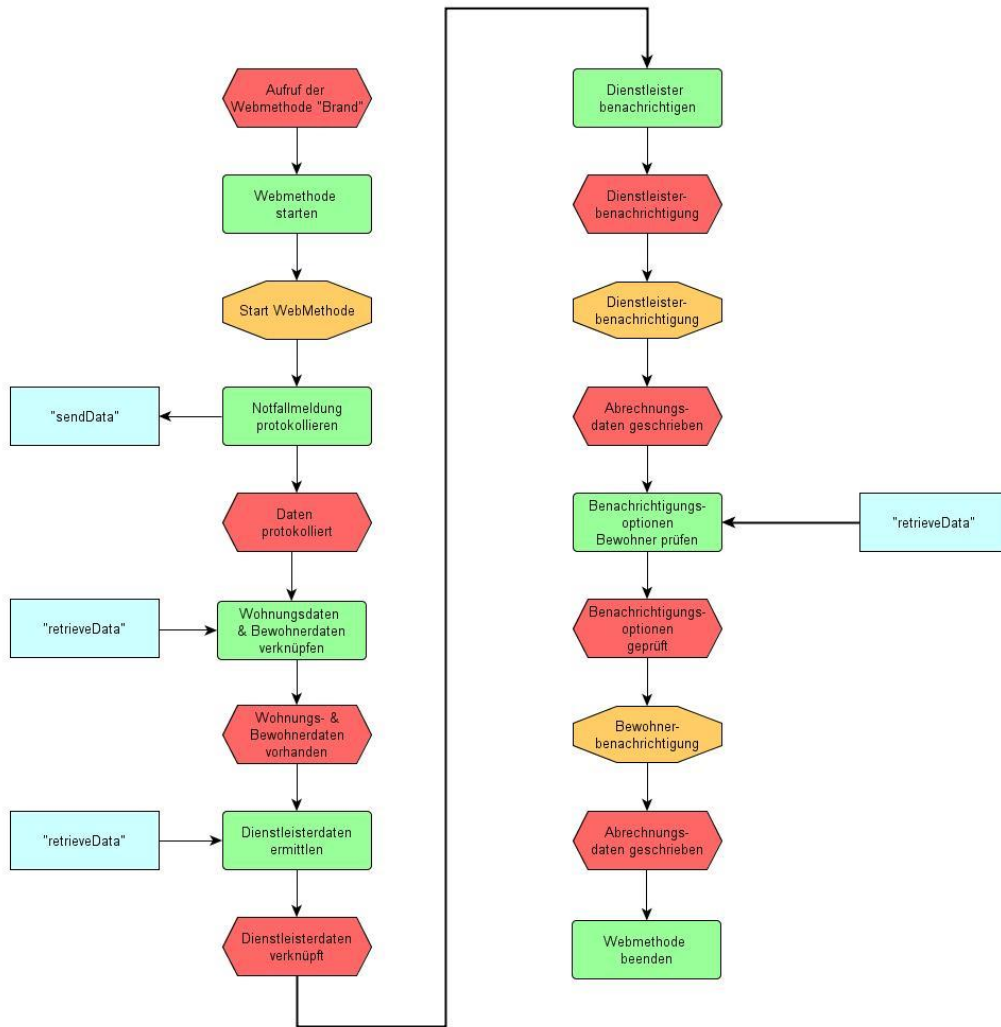 Aufruf der
Webmethode "Brand"
Webmethode
starten
Start WebMethode
"sendData"
Notfallmeldung
protokollieren
Daten
protokolliert
"retrieveData"
Wohnungsdaten
& Bewohnerdaten
verknüpfen
Wohnungs- &
Bewohnerdaten
vorhanden
"retrieveData"
Dienstleisterdaten
ermittlen
Dienstleisterdaten
verknüpft
Dienstleister
benachrichtigen
Dienstleister-
benachrichtigung
Dienstleister-
benachrichtigung
Abrechnungs-
daten geschrieben
Benachrichtigungs-
optionen
Bewohner prüfen
"retrieveData"
Benachrichtigungs-
optionen
geprüft
Bewohner-
benachrichtigung
Abrechnungs-
daten geschrieben
Webmethode
beenden